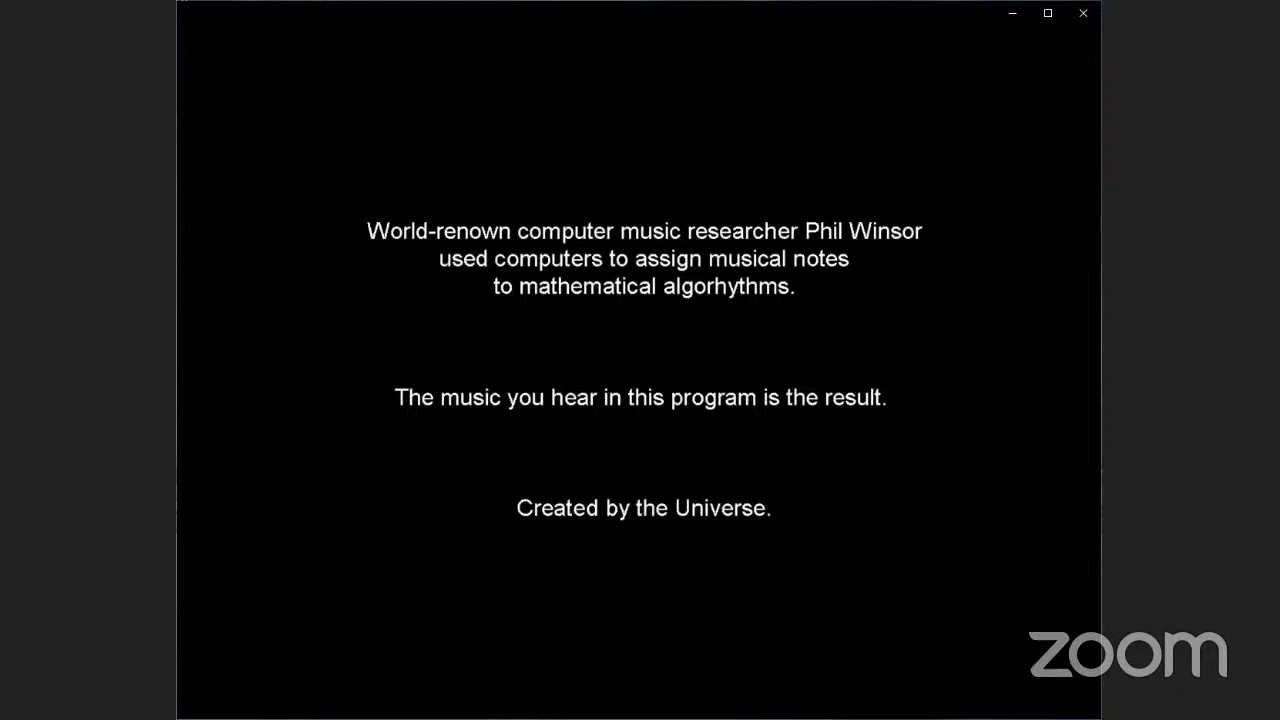 World-renown computer music researcher Phil Winsor
used computers to assign musical notes
to mathematical algorhythms.
The music you hear in this program is the result.
Created by the Universe.
zoom